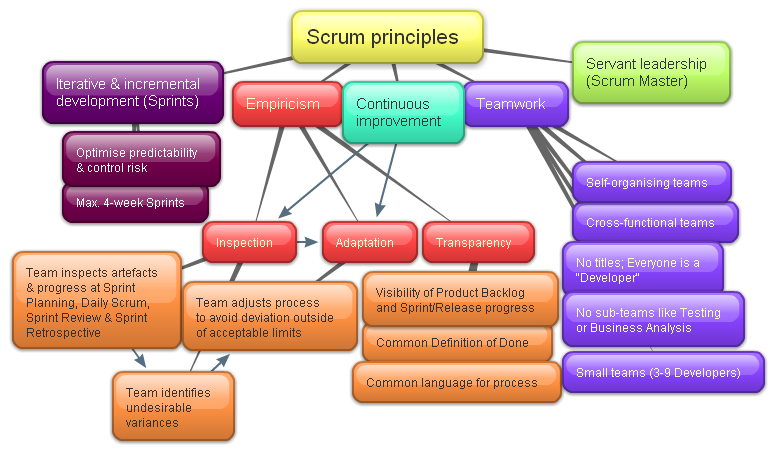 Scrum principles
Iterative & incremental
development (Sprints)
Optimise predictability
& control risk
Max. 4-week Sprints
Empiricism
Continuous
improvement
Teamwork
Servant leadership
(Scrum Master)
Inspection
Adaptation
Transparency
Team inspects artefacts
& progress at Sprint
Planning, Daily Scrum,
Sprint Review & Sprint
Retrospective
Team identifies
undesirable
variances
Team adjusts process
to avoid deviation outside
of acceptable limits
Visibility of Product Backlog
and Sprint/Release progress
Common Definition of Done
Common language for process
Self-organising teams
Cross-functional teams
No titles; Everyone is a
"Developer"
No sub-teams like Testing
or Business Analysis
Small teams (3-9 Developers)